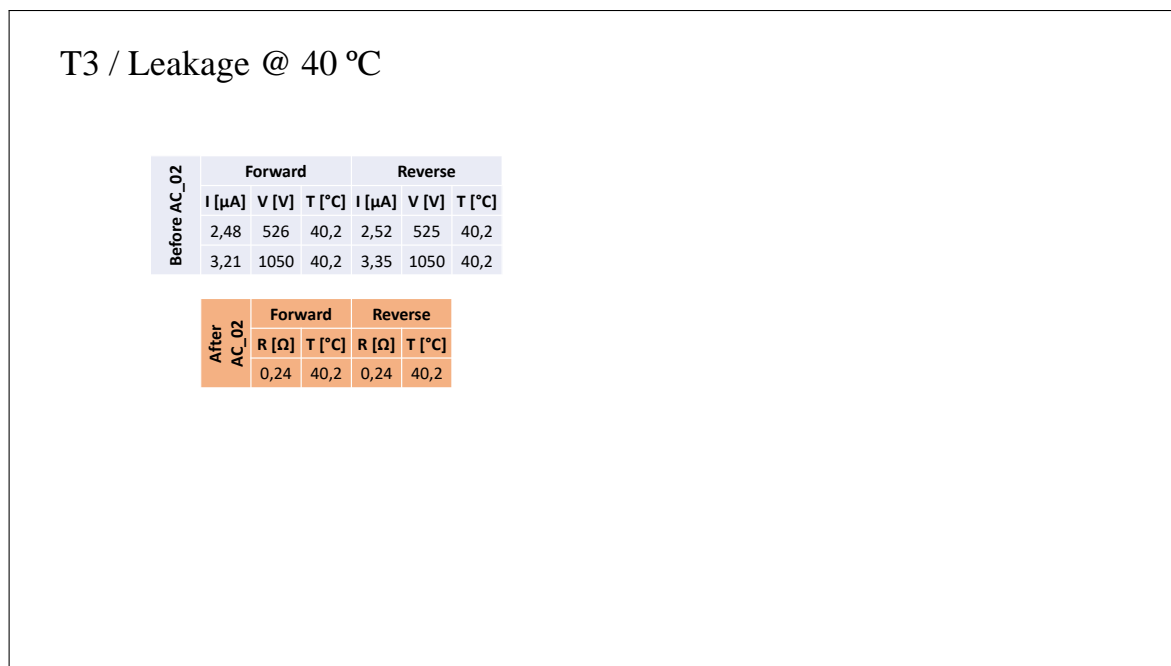 T3 / Leakage @ 40 ºC
Before AC_02
Forward Reverse
I [µA] V [V] T [°C] I [µA] V [V] T [°C]
2,48 526 40,2 2,52 525 40,2
3,21 1050 40,2 3,35 1050 40,2
After
AC_02
Forward Reverse
R [Ω] T [°C] R [Ω] T [°C]
0,24 40,2 0,24 40,2